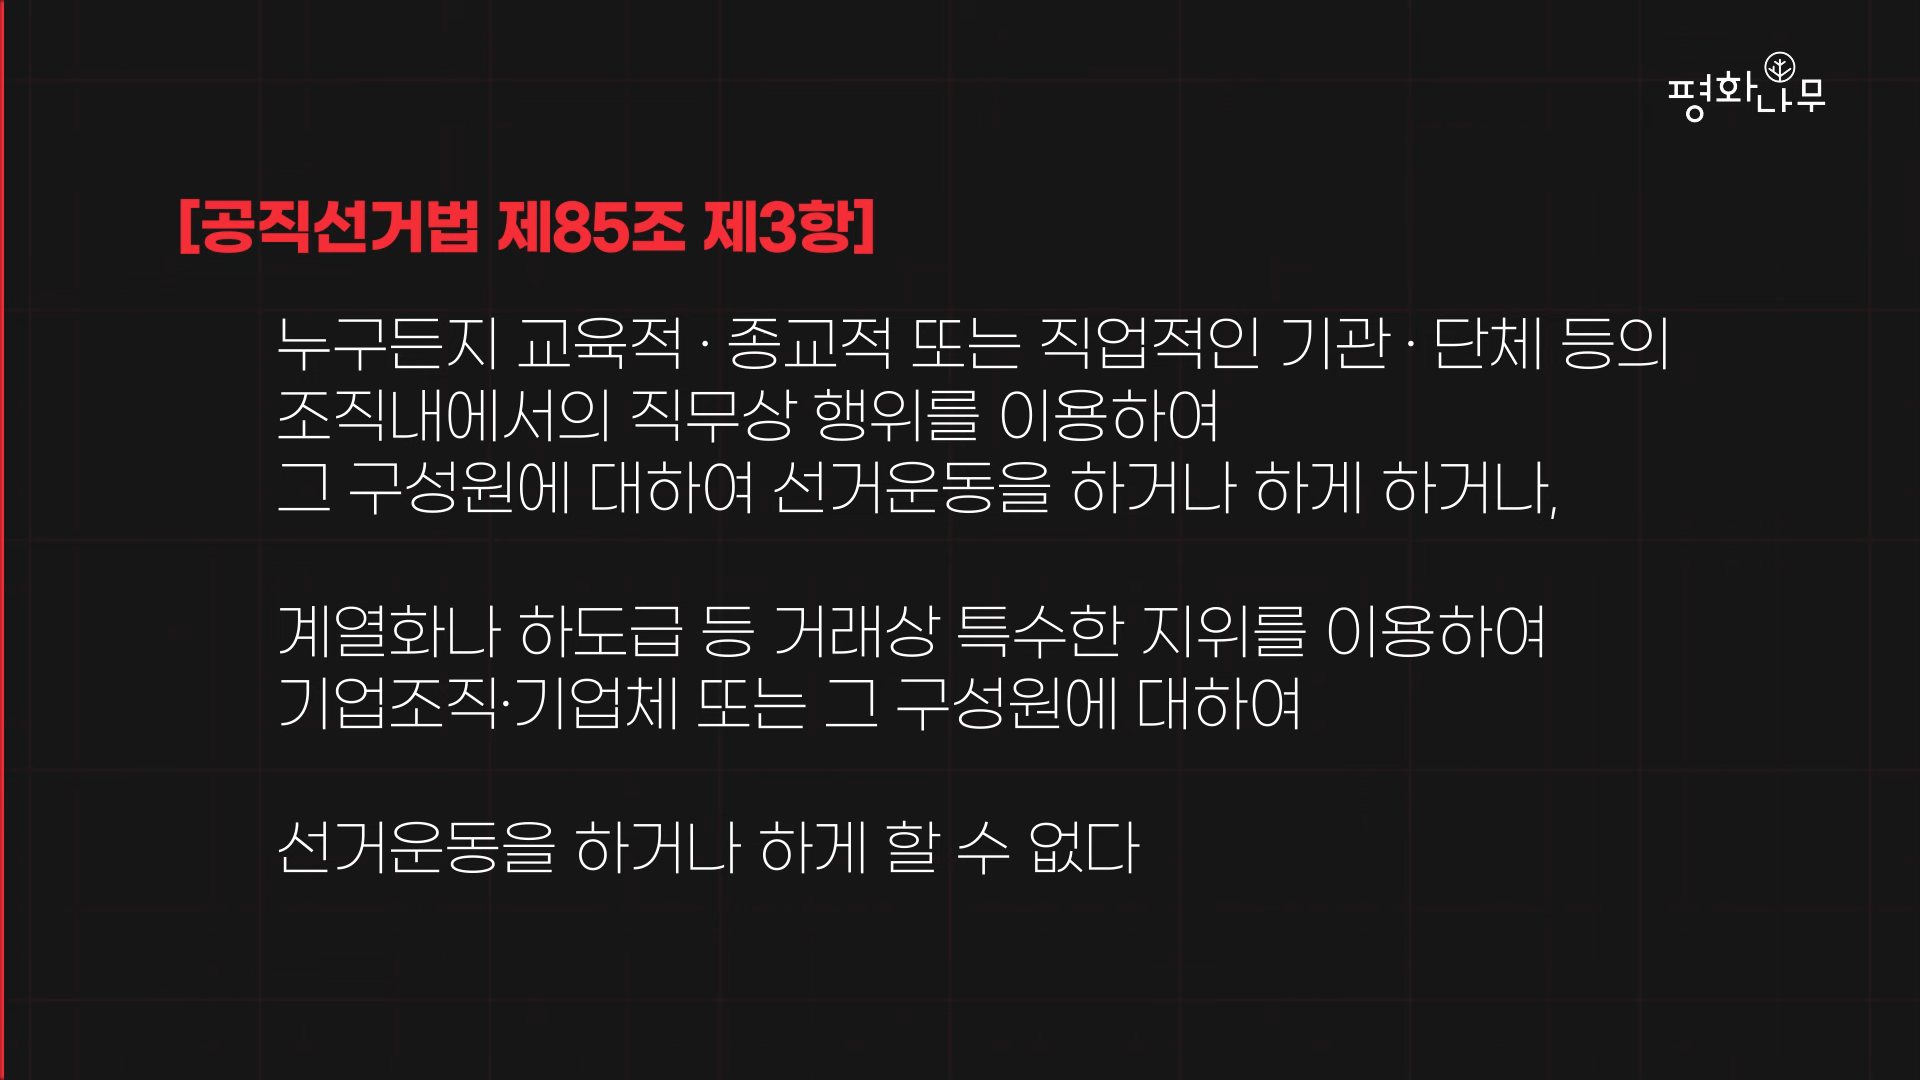 평화나무
[공직선거법 제85조 제3항]
누구든지 교육적 · 종교적 또는 직업적인 기관 · 단체 등의
조직내에서의 직무상 행위를 이용하여
그 구성원에 대하여 선거운동을 하거나 하게 하거나,
계열화나 하도급 등 거래상 특수한 지위를 이용하여
기업조직·기업체 또는 그 구성원에 대하여
선거운동을 하거나 하게 할 수 없다